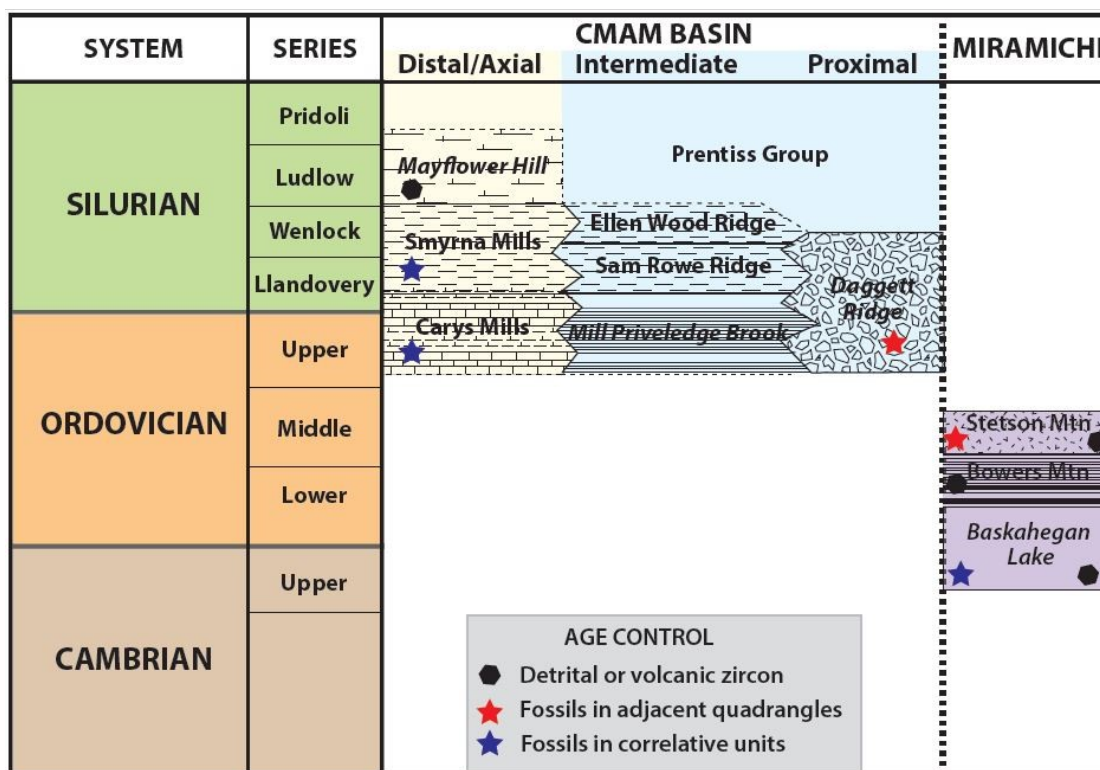 SYSTEM
SERIES
CMAM BASIN
Distal/Axial
Intermediate
Proximal
MIRAMICHI
SILURIAN
Pridoli
Ludlow
Wenlock
Llandovery
Mayflower Hill
Smyrna Mills
Carys Mills
Prentiss Group
Ellen Wood Ridge
Sam Rowe Ridge
Mill Priveledge Brook
Daggett
Ridge
ORDOVICIAN
Upper
Middle
Lower
Stetson Mtn
Bowers Mtn
Baskahegan
Lake
CAMBRIAN
Upper
AGE CONTROL
Detrital or volcanic zircon
Fossils in adjacent quadrangles
Fossils in correlative units